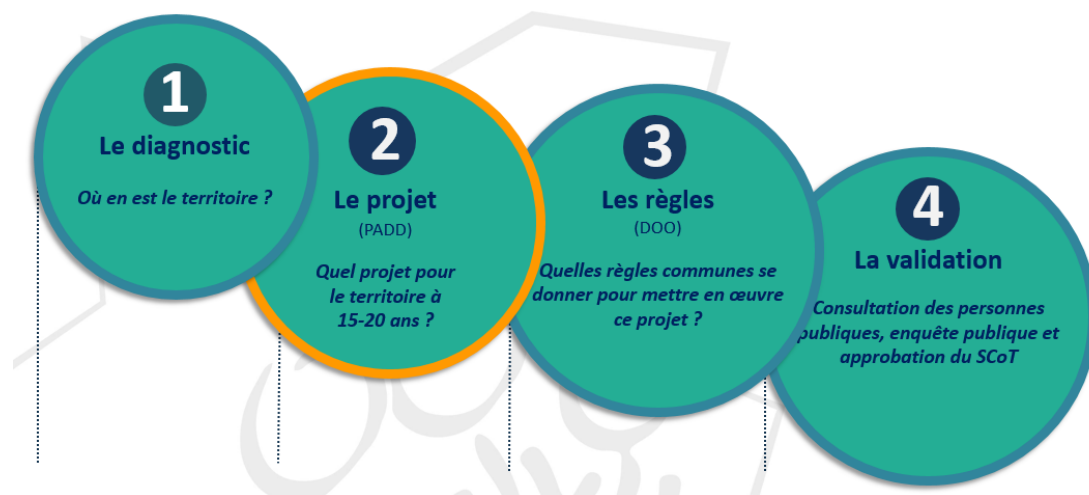 1
Le diagnostic
Où en est le territoire ?
2
Le projet
(PADD)
Quel projet pour
le territoire à
15-20 ans ?
3
Les règles
(DOO)
Quelles règles communes se
donner pour mettre en œuvre
ce projet ?
4
La validation
Consultation des personnes
publiques, enquête publique et
approbation du SCoT